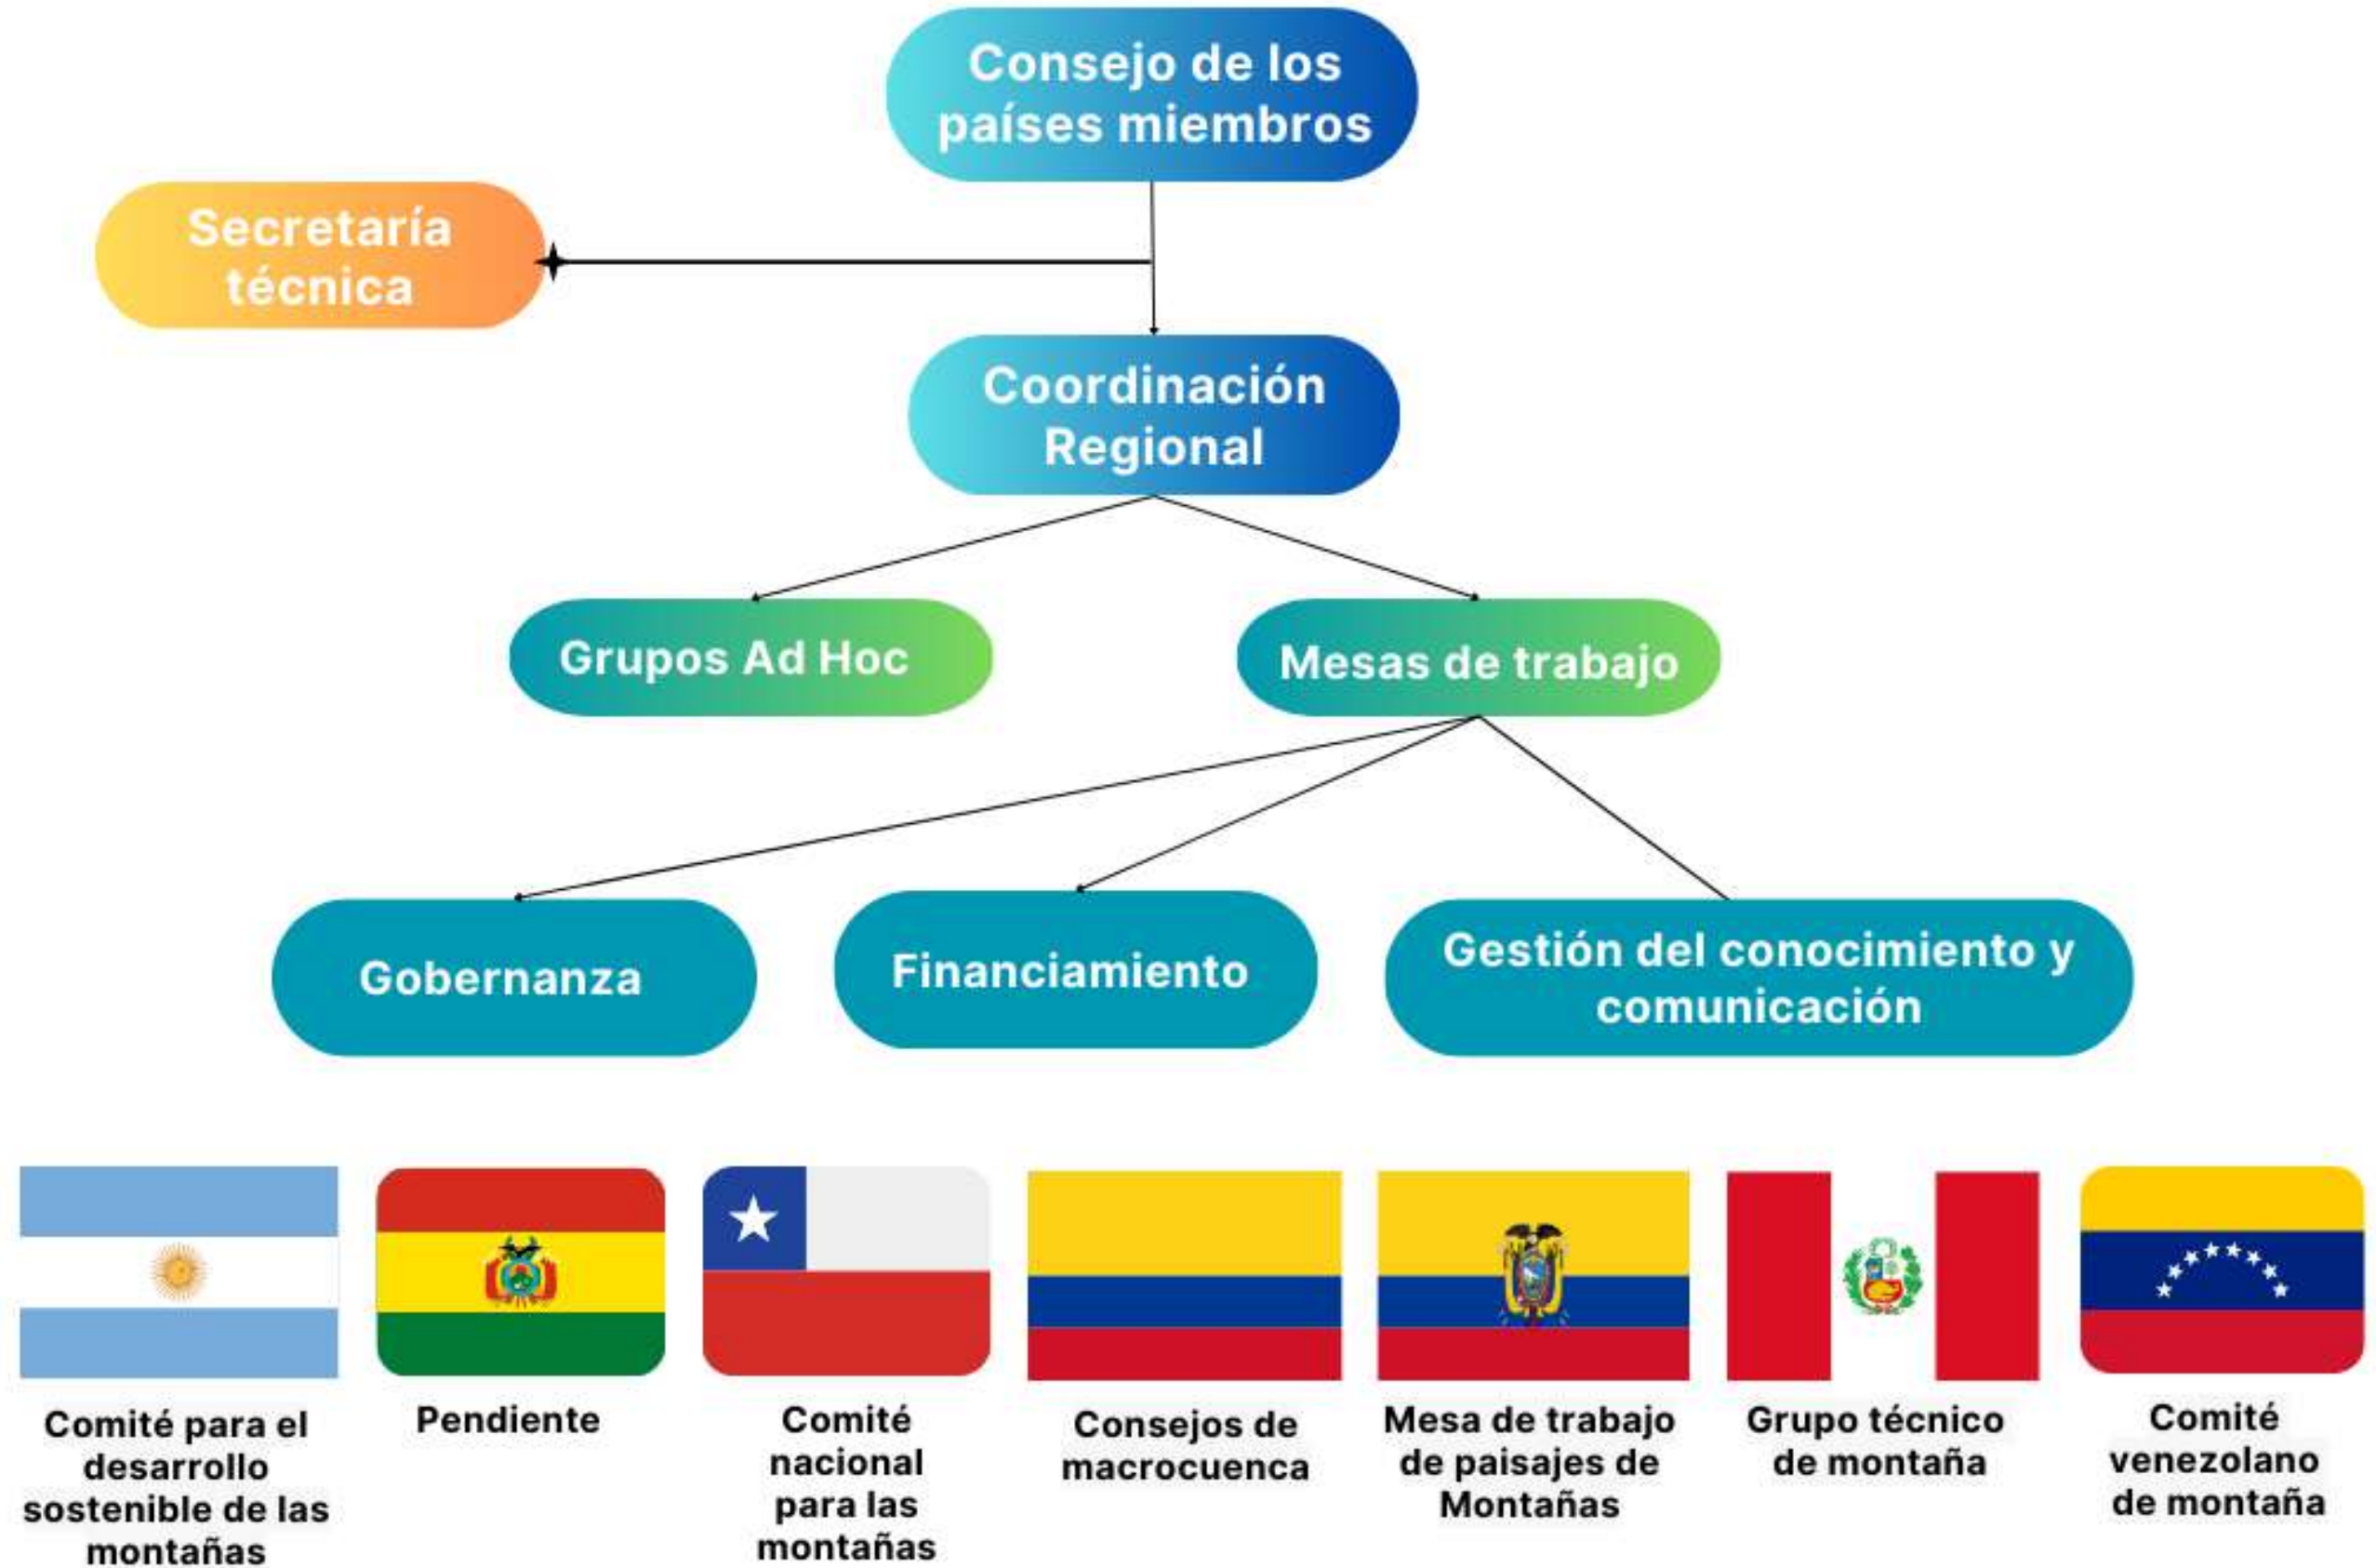 Consejo de los
países miembros
Secretaría
técnica
Coordinación
Regional
Grupos Ad Hoc
Mesas de trabajo
Gobernanza
Financiamiento
Gestión del conocimiento y
comunicación
Comité para el
desarrollo
sostenible de las
montañas
Pendiente
Comité
nacional
para las
montañas
Consejos de
macrocuenca
Mesa de trabajo
de paisajes de
Montañas
Grupo técnico
de montaña
Comité
venezolano
de montaña